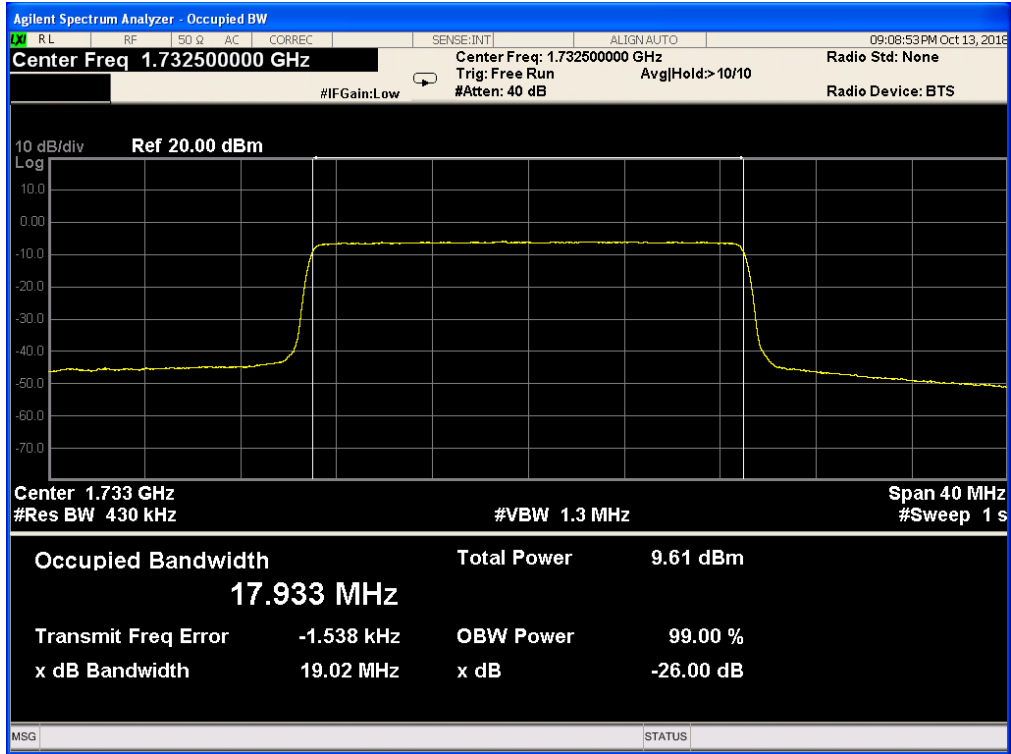 Agilent Spectrum Analyzer - Occupied BW
LXI RL RF 50 Ω AC CORREC SENSE:INT ALIGN AUTO 09:08:53 PM Oct 13, 2018
Center Freq 1.732500000 GHz
Center Freq: 1.732500000 GHz
Radio Std: None
Trig: Free Run Avg|Hold:> 10/10
#IFGain:Low #Atten: 40 dB Radio Device: BTS
10 dB/div Ref 20.00 dBm
Log
10.0
0.00
-10.0
-20.0
-30.0
-40.0
-50.0
-60.0
-70.0
Center 1.733 GHz Span 40 MHz
#Res BW 430 kHz #VBW 1.3 MHz #Sweep 1 s
Occupied Bandwidth Total Power 9.61 dBm
17.933 MHz
Transmit Freq Error -1.538 kHz OBW Power 99.00 %
x dB Bandwidth 19.02 MHz x dB -26.00 dB
MSG STATUS